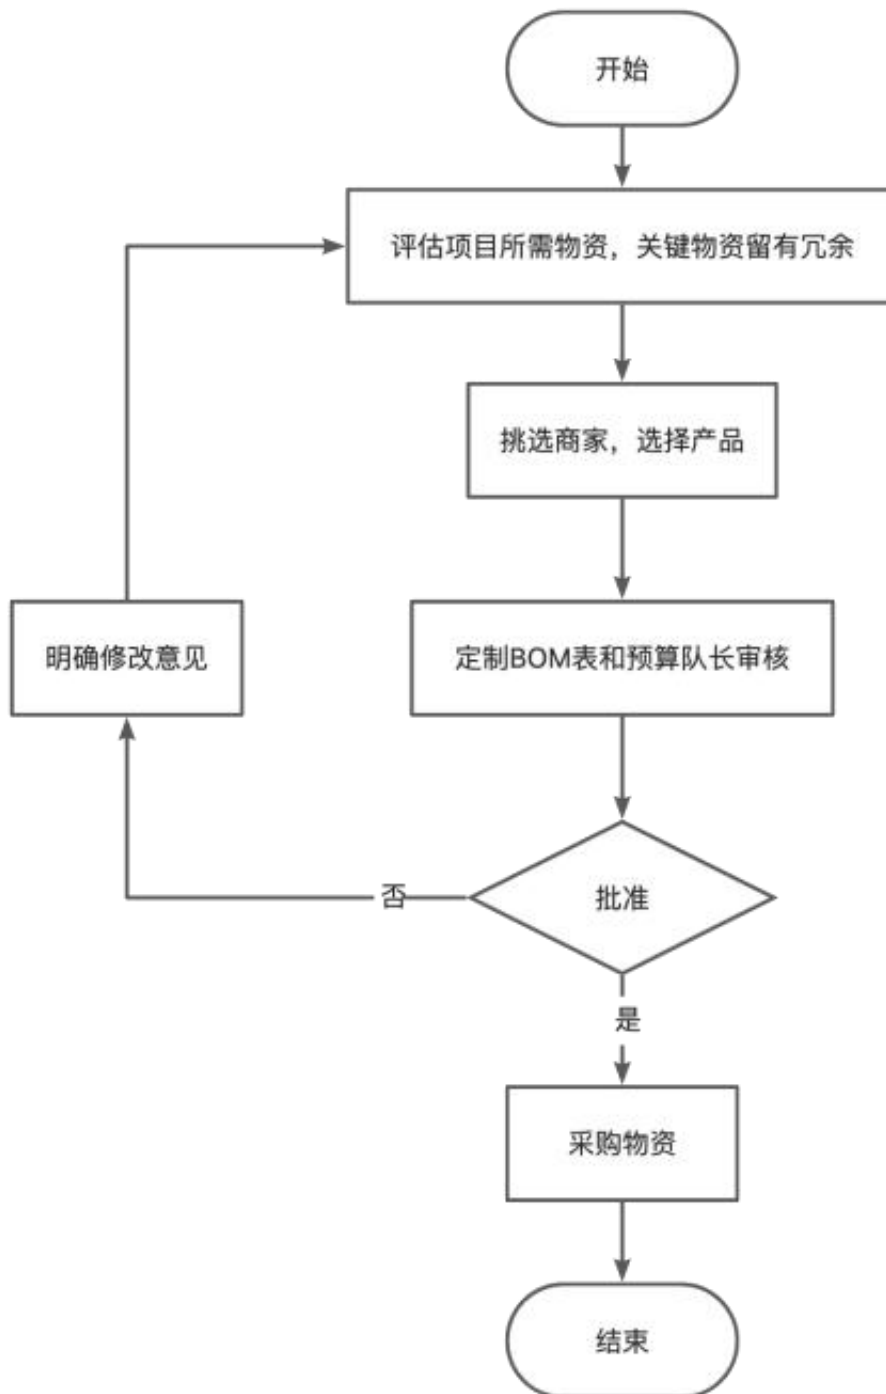 开始
评估项目所需物资，关键物资留有冗余
挑选商家，选择产品
明确修改意见
定制BOM表和预算队长审核
否
批准
是
采购物资
结束